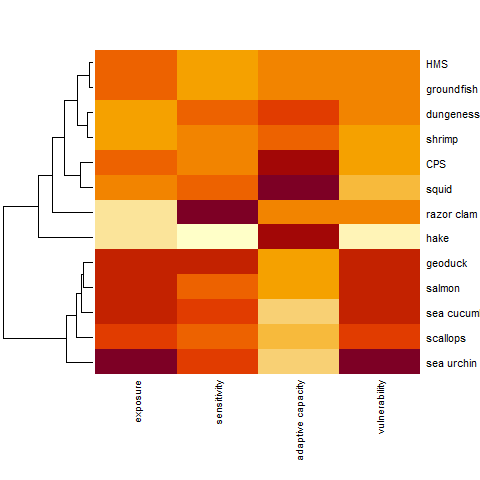 HMS
groundfish
dungeness
shrimp
CPS
squid
razor clam
hake
geoduck
salmon
sea cucuml
scallops
sea urchin
exposure
sensitivity
adaptive capacity
vulnerability